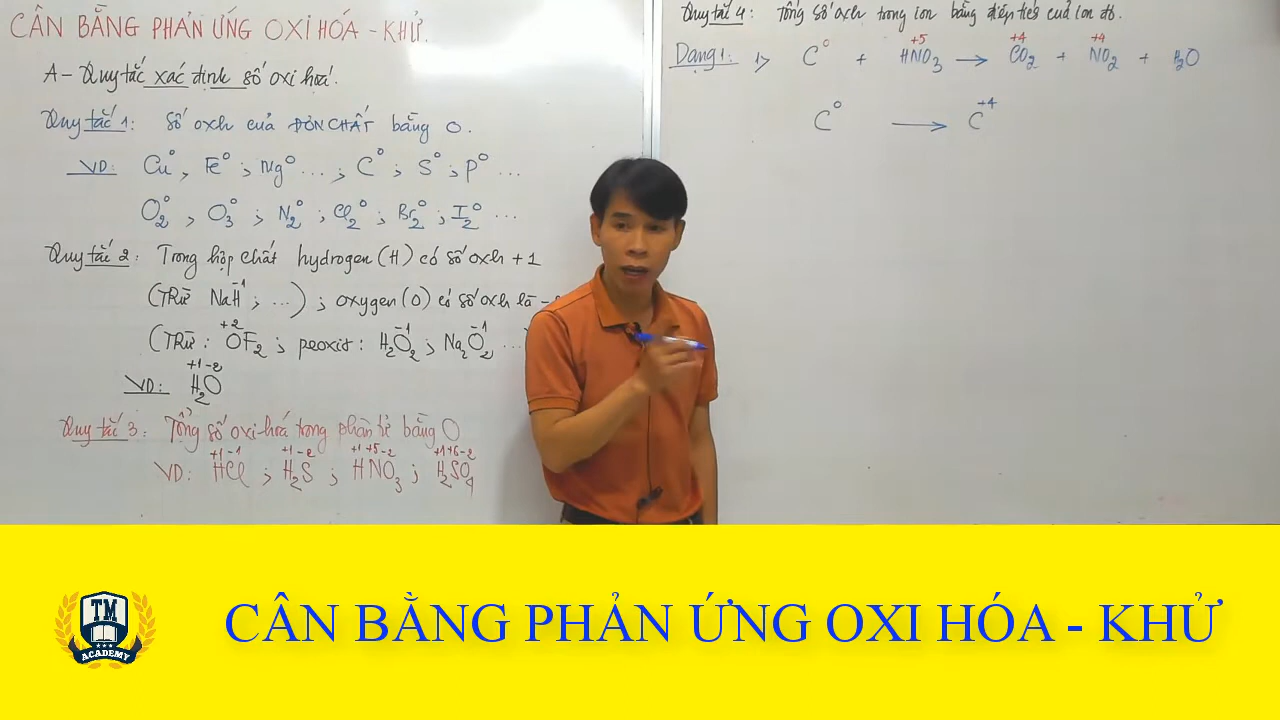 CÂN BẰNG PHẢN ỨNG OXI HÓA - KHỬ.
A - Quy tắc xác định số oxi hoá.
Quy tắc 1: Số oxh của ĐƠN CHẤT bằng 0.
VD: Cu⁰, Fe⁰; Mg⁰ ...; C⁰; S⁰; P⁰ ...
O₂⁰, O₃⁰; N₂⁰; Cl₂⁰; Br₂⁰; I₂⁰ ...
Quy tắc 2: Trong hợp chất hydrogen (H) có số oxh +1
(Trừ NaH⁻¹; ...); oxygen (O) có số oxh là -
(Trừ: O⁺²F₂; peoxit: H₂O₂⁻¹; Na₂O₂⁻¹ ...
VD: H₂⁺¹O⁻²
Quy tắc 3: Tổng số oxi-hoá trong phân tử bằng 0
VD: H⁺¹Cl⁻¹; H₂⁺¹S⁻²; H⁺¹N⁺⁵O₃⁻²; H₂⁺¹S⁺⁶O₄⁻²
Quy tắc 4: Tổng số oxh trong ion bằng điện tích của ion đó.
Dạng 1: 1> C⁰ + HN⁺⁵O₃ → C⁺⁴O₂ + N⁺⁴O₂ + H₂O
C⁰ → C⁺⁴
TM
ACADEMY
CÂN BẰNG PHẢN ỨNG OXI HÓA - KHỬ